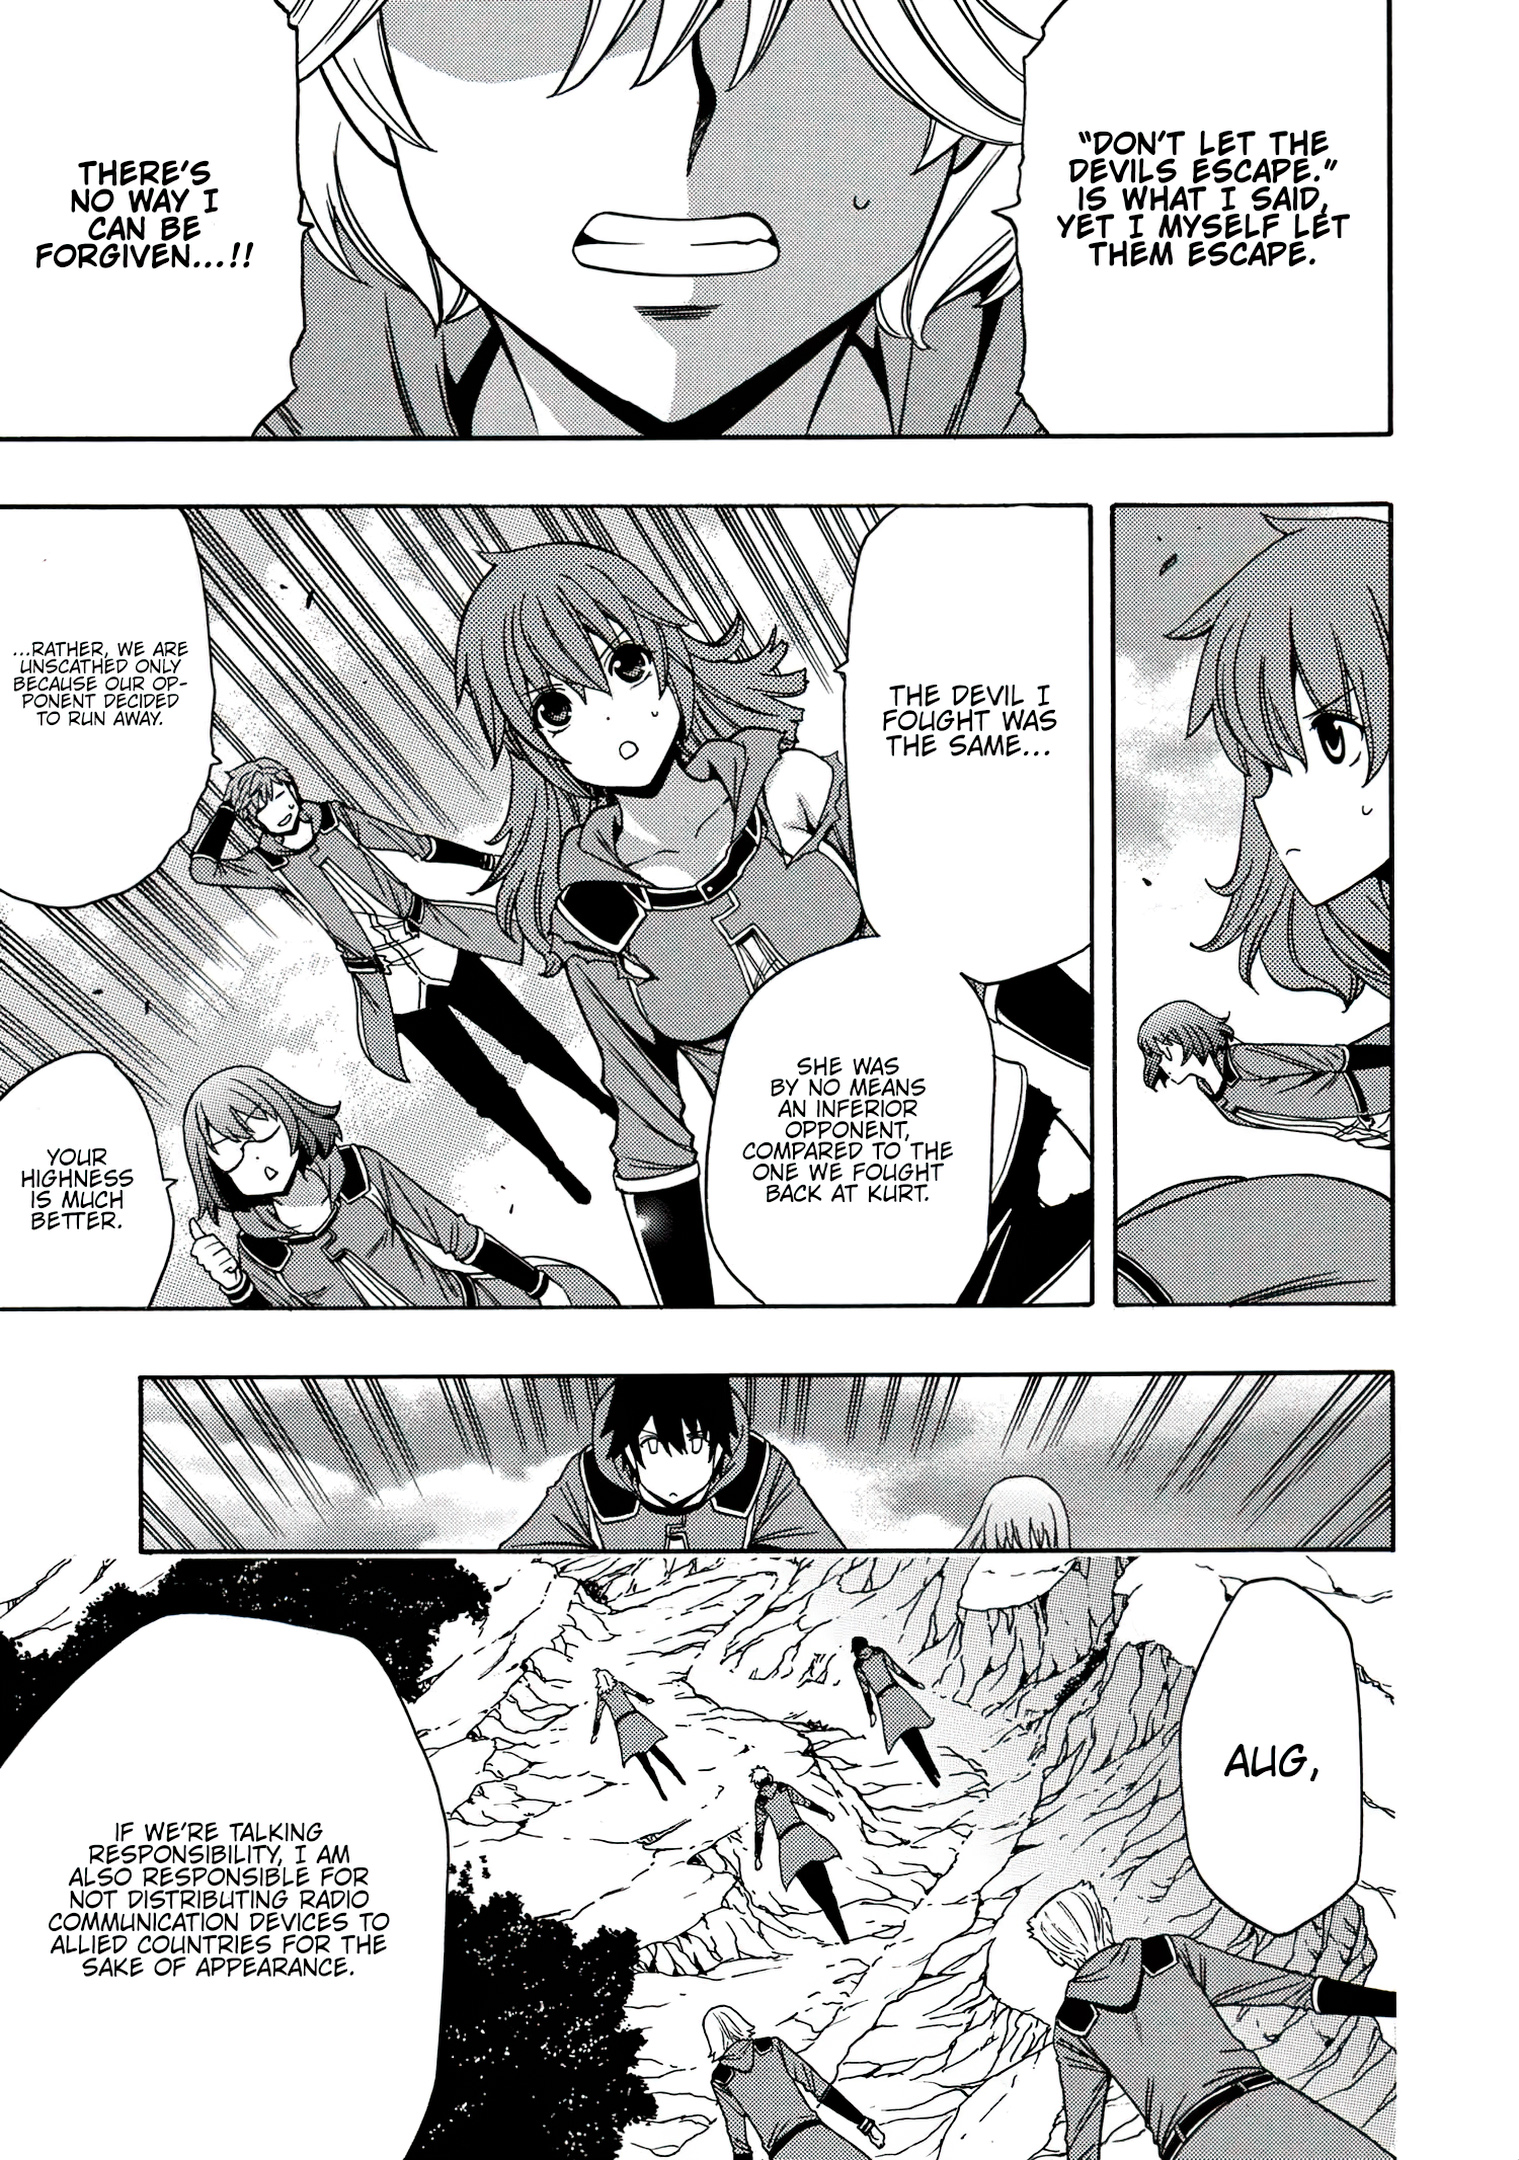 "DON'T LET THE
DEVILS ESCAPE."
IS WHAT I SAID,
YET I MYSELF LET
THEM ESCAPE.
THERE'S
NO WAY I
CAN BE
FORGIVEN...!!
THE DEVIL I
FOUGHT WAS
THE SAME...
SHE WAS
BY NO MEANS
AN INFERIOR
OPPONENT,
COMPARED TO THE
ONE WE FOUGHT
BACK AT KURT.
...RATHER, WE ARE
UNSCATHED ONLY
BECAUSE OUR OP-
PONENT DECIDED
TO RUN AWAY.
YOUR
HIGHNESS
IS MUCH
BETTER.
AUG,
IF WE'RE TALKING
RESPONSIBILITY, I AM
ALSO RESPONSIBLE FOR
NOT DISTRIBUTING RADIO
COMMUNICATION DEVICES TO
ALLIED COUNTRIES FOR THE
SAKE OF APPEARANCE.